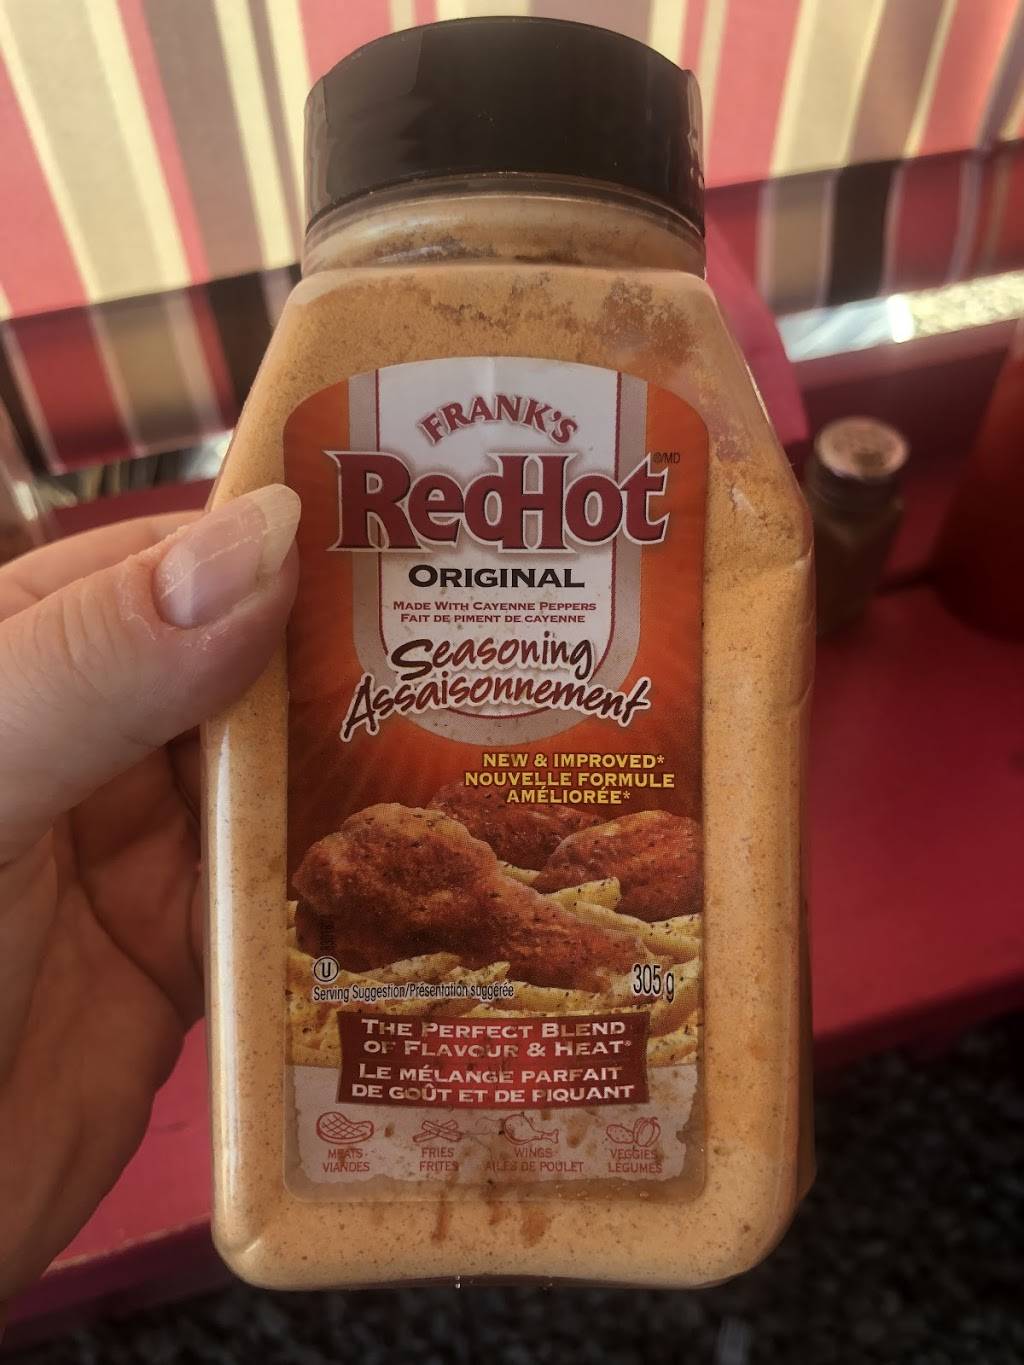 FRANK'S
RedHot ®/MD
ORIGINAL
MADE WITH CAYENNE PEPPERS
FAIT DE PIMENT DE CAYENNE
Seasoning
Assaisonnement
NEW & IMPROVED*
NOUVELLE FORMULE
AMÉLIORÉE*
U
Serving Suggestion/Présentation suggérée
305 g
THE PERFECT BLEND
OF FLAVOUR & HEAT®
LE MÉLANGE PARFAIT
DE GOÛT ET DE PIQUANT
MEATS FRIES WINGS VEGGIES
VIANDES FRITES AILES DE POULET LÉGUMES